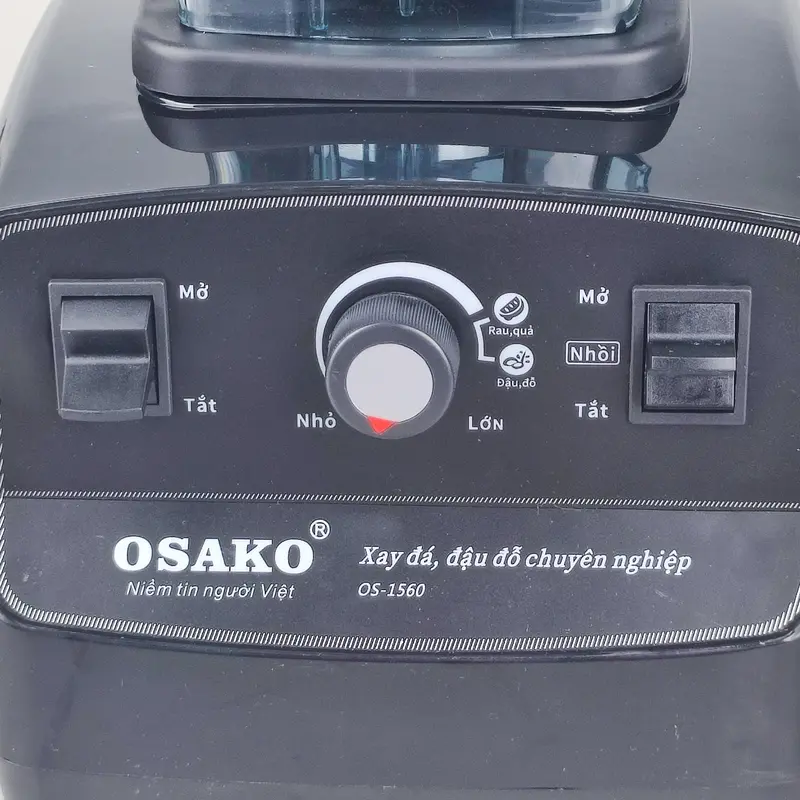 Mở
Tắt
Nhỏ
Rau,quả
Đậu,đỗ
Lớn
Mở
Nhồi
Tắt
OSAKO®
Niềm tin người Việt
Xay đá, đậu đỗ chuyên nghiệp
OS-1560